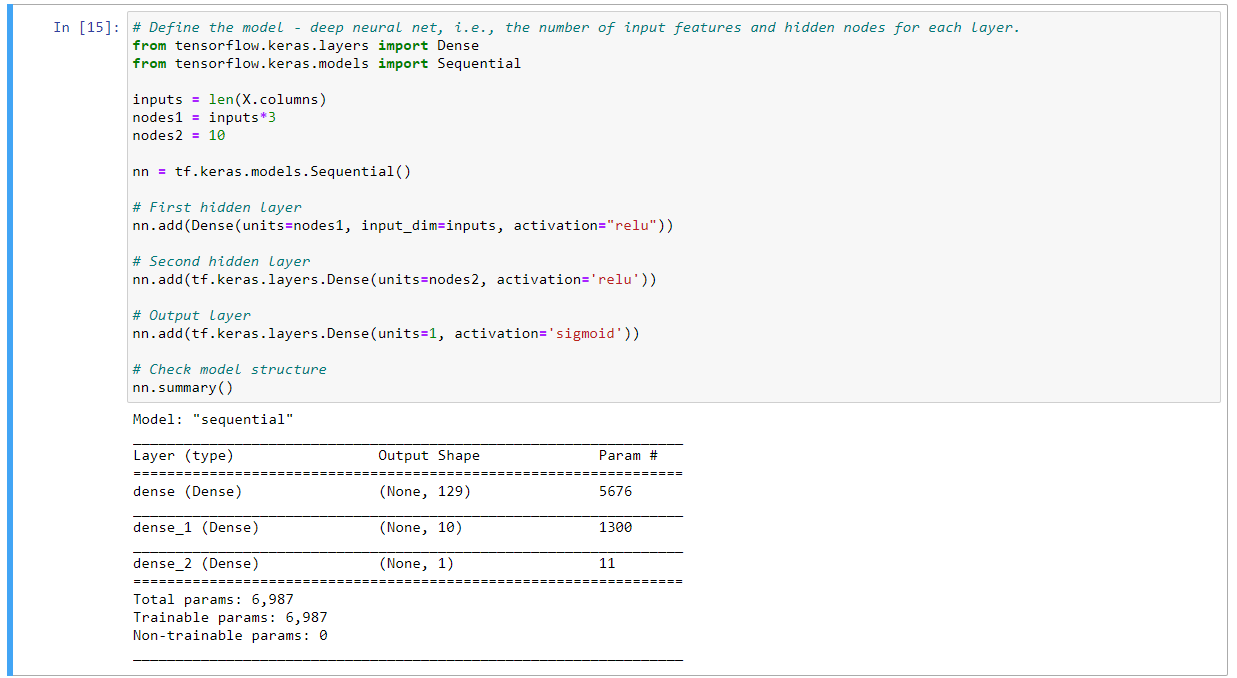 In [15]:
# Define the model - deep neural net, i.e., the number of input features and hidden nodes for each layer.
from tensorflow.keras.layers import Dense
from tensorflow.keras.models import Sequential
inputs = len(X.columns)
nodes1 = inputs*3
nodes2 = 10
nn = tf.keras.models.Sequential()
# First hidden layer
nn.add(Dense(units=nodes1, input_dim=inputs, activation="relu"))
# Second hidden layer
nn.add(tf.keras.layers.Dense(units=nodes2, activation='relu'))
# Output layer
nn.add(tf.keras.layers.Dense(units=1, activation='sigmoid'))
# Check model structure
nn.summary()
Model: "sequential"
_________________________________________________________________
Layer (type)                 Output Shape              Param #
=================================================================
dense (Dense)                (None, 129)               5676
_________________________________________________________________
dense_1 (Dense)              (None, 10)                1300
_________________________________________________________________
dense_2 (Dense)              (None, 1)                 11
=================================================================
Total params: 6,987
Trainable params: 6,987
Non-trainable params: 0
_________________________________________________________________